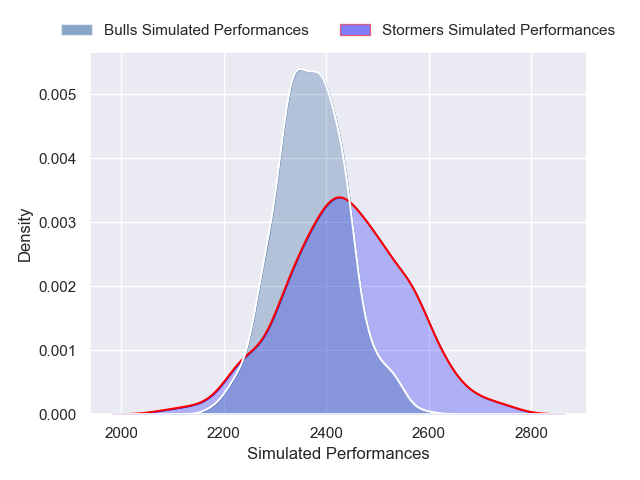 Bulls Simulated Performances
Stormers Simulated Performances
Density
0.005
0.004
0.003
0.002
0.001
0.000
2000 2200 2400 2600 2800
Simulated Performances